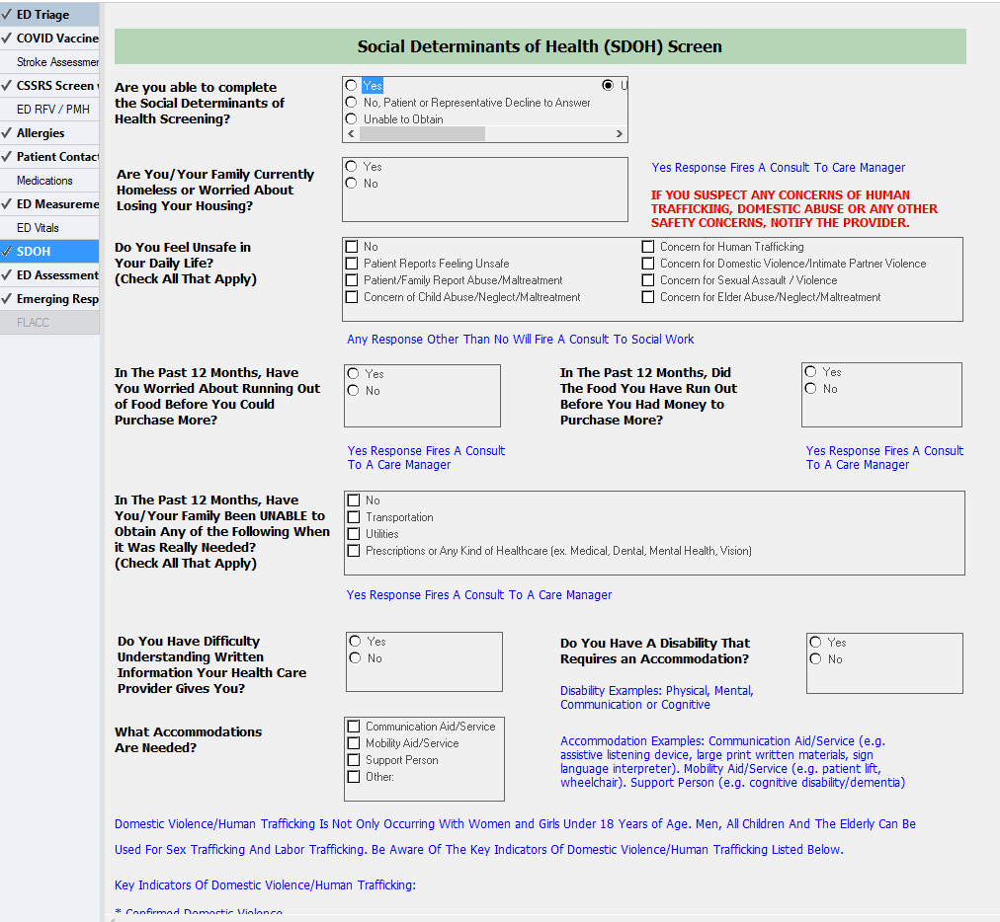 ED Triage
COVID Vaccine
Stroke Assessmer
CSSRS Screen
ED RFV / PMH
Allergies
Patient Contact
Medications
ED Measureme
ED Vitals
SDOH
ED Assessment
Emerging Resp
FLACC
Social Determinants of Health (SDOH) Screen
Are you able to complete
the Social Determinants of
Health Screening?
Yes
U
No, Patient or Representative Decline to Answer
Unable to Obtain
Are You/Your Family Currently
Homeless or Worried About
Losing Your Housing?
Yes
No
Yes Response Fires A Consult To Care Manager
IF YOU SUSPECT ANY CONCERNS OF HUMAN
TRAFFICKING, DOMESTIC ABUSE OR ANY OTHER
SAFETY CONCERNS, NOTIFY THE PROVIDER.
Do You Feel Unsafe in
Your Daily Life?
(Check All That Apply)
No
Patient Reports Feeling Unsafe
Patient/Family Report Abuse/Maltreatment
Concern of Child Abuse/Neglect/Maltreatment
Concern for Human Trafficking
Concern for Domestic Violence/Intimate Partner Violence
Concern for Sexual Assault / Violence
Concern for Elder Abuse/Neglect/Maltreatment
Any Response Other Than No Will Fire A Consult To Social Work
In The Past 12 Months, Have
You Worried About Running Out
of Food Before You Could
Purchase More?
Yes
No
Yes Response Fires A Consult
To A Care Manager
In The Past 12 Months, Did
The Food You Have Run Out
Before You Had Money to
Purchase More?
Yes
No
Yes Response Fires A Consult
To A Care Manager
In The Past 12 Months, Have
You/Your Family Been UNABLE to
Obtain Any of the Following When
it Was Really Needed?
(Check All That Apply)
No
Transportation
Utilities
Prescriptions or Any Kind of Healthcare (ex. Medical, Dental, Mental Health, Vision)
Yes Response Fires A Consult To A Care Manager
Do You Have Difficulty
Understanding Written
Information Your Health Care
Provider Gives You?
Yes
No
Do You Have A Disability That
Requires an Accommodation?
Yes
No
Disability Examples: Physical, Mental,
Communication or Cognitive
What Accommodations
Are Needed?
Communication Aid/Service
Mobility Aid/Service
Support Person
Other:
Accommodation Examples: Communication Aid/Service (e.g.
assistive listening device, large print written materials, sign
language interpreter). Mobility Aid/Service (e.g. patient lift,
wheelchair). Support Person (e.g. cognitive disability/dementia)
Domestic Violence/Human Trafficking Is Not Only Occurring With Women and Girls Under 18 Years of Age. Men, All Children And The Elderly Can Be
Used For Sex Trafficking And Labor Trafficking. Be Aware Of The Key Indicators Of Domestic Violence/Human Trafficking Listed Below.
Key Indicators Of Domestic Violence/Human Trafficking:
* Confirmed Domestic Violence